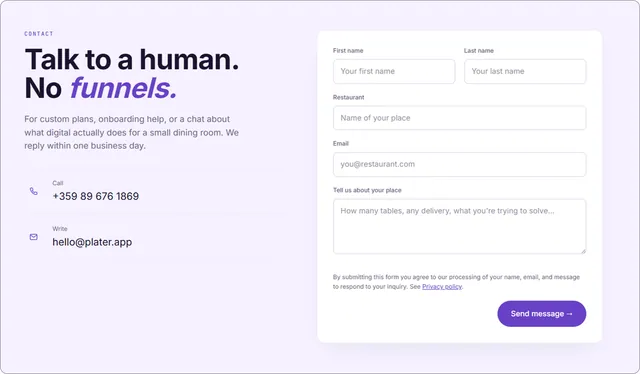 CONTACT
Talk to a human.
No funnels.
For custom plans, onboarding help, or a chat about
what digital actually does for a small dining room. We
reply within one business day.
Call
+359 89 676 1869
Write
hello@plater.app
First name
Last name
Your first name
Your last name
Restaurant
Name of your place
Email
you@restaurant.com
Tell us about your place
How many tables, any delivery, what you're trying to solve...
By submitting this form you agree to our processing of your name, email, and message
to respond to your inquiry. See Privacy policy.
Send message →